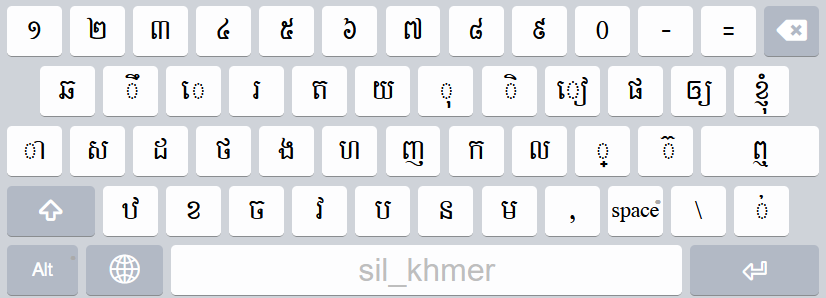 ១ ២ ៣ ៤ ៥ ៦ ៧ ៨ ៩ 0 - =
ឆ ឹ េ រ ត យ ុ ិ ៀ ផ ឲ្យ ខ្ញុំ
ា ស ដ ថ ង ហ ញ ក ល ្ ៏ ឮ
ឋ ខ ច វ ប ន ម , space \ ់
Alt sil_khmer